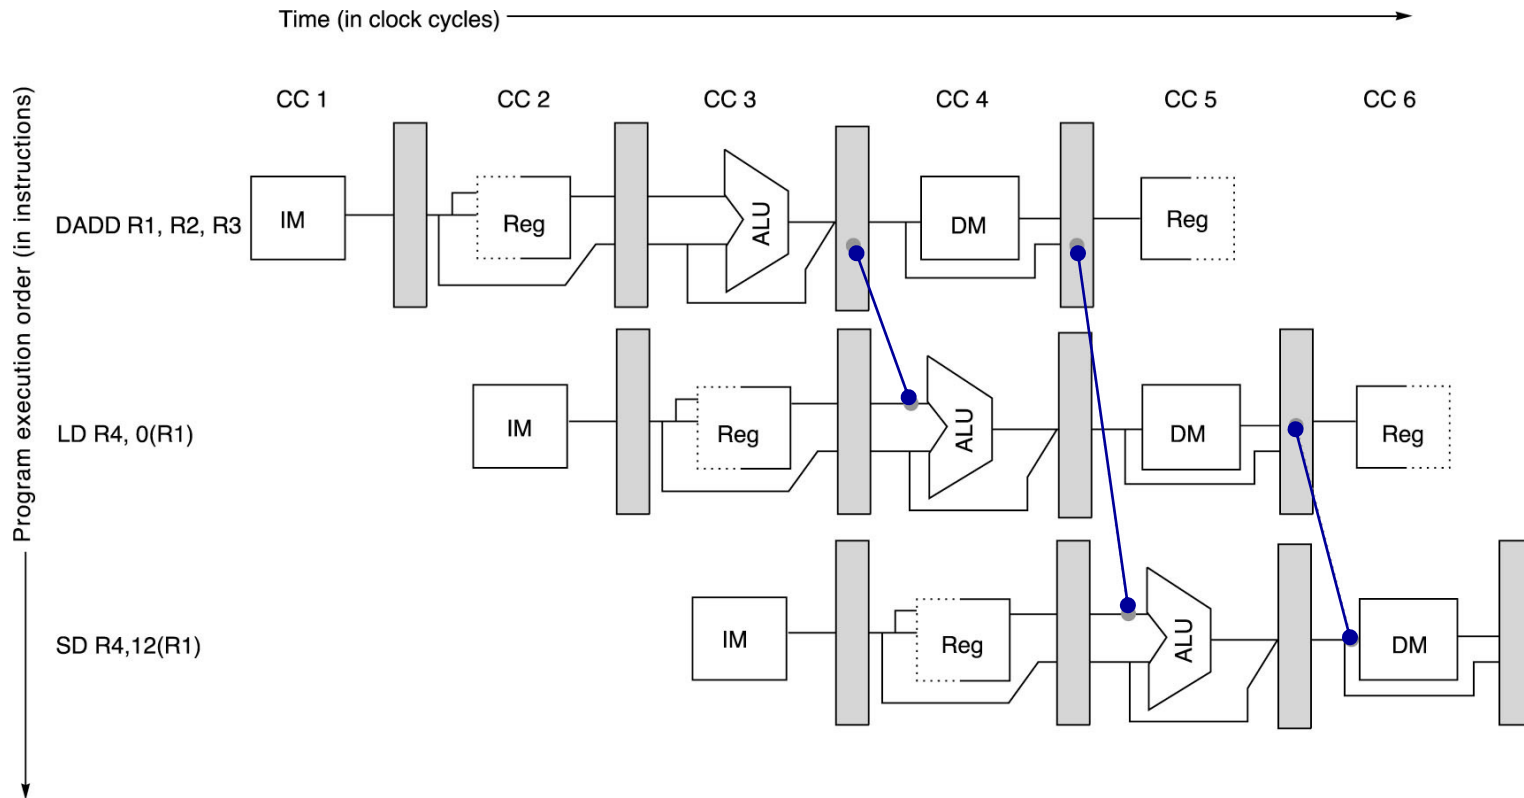 Time (in clock cycles)
CC 1 CC 2 CC 3 CC 4 CC 5 CC 6
Program execution order (in instructions)
DADD R1, R2, R3 IM Reg ALU DM Reg
LD R4, 0(R1) IM Reg ALU DM Reg
SD R4,12(R1) IM Reg ALU DM